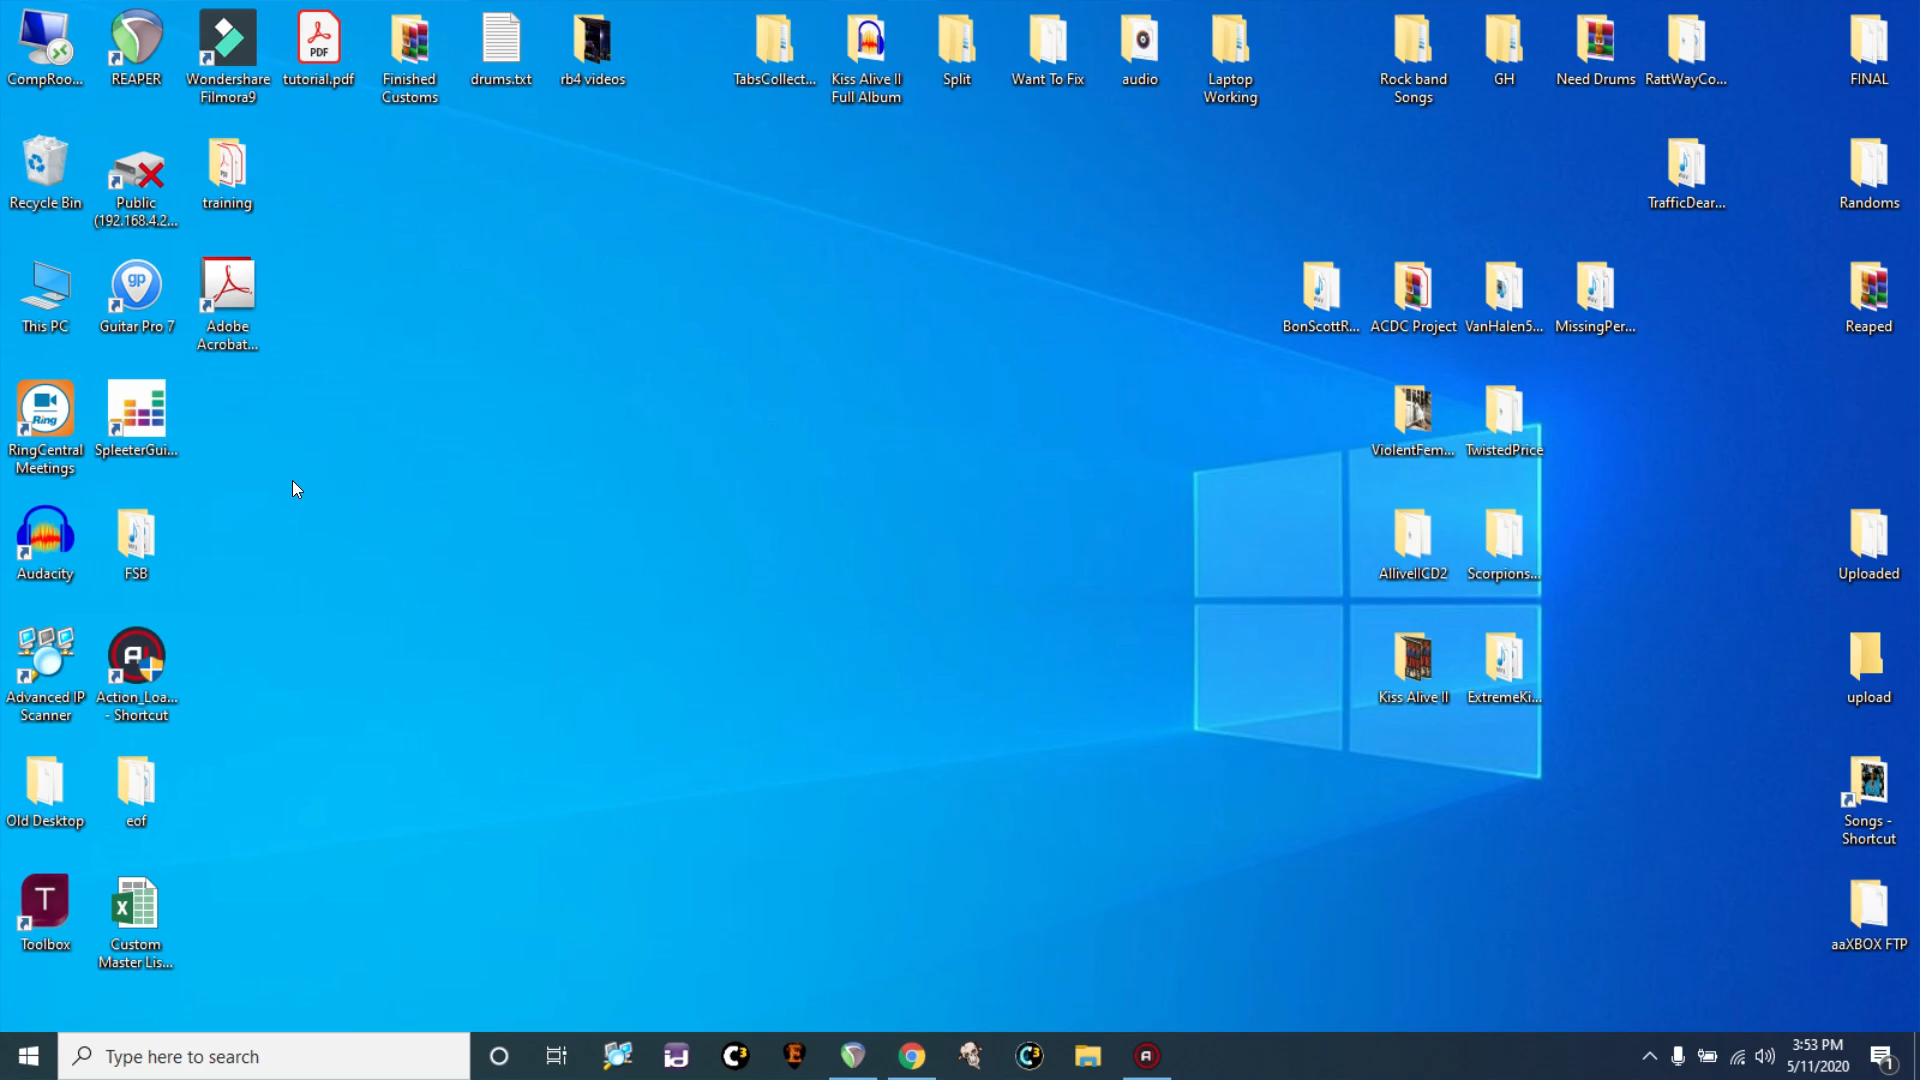 CompRoo...
REAPER
Wondershare
Filmora9
tutorial.pdf
Finished
Customs
drums.txt
rb4 videos
TabsCollect...
Kiss Alive II
Full Album
Split
Want To Fix
audio
Laptop
Working
Rock band
Songs
GH
Need Drums
RattWayCo...
FINAL
Recycle Bin
Public
(192.168.4.2...
training
TrafficDear...
Randoms
This PC
Guitar Pro 7
Adobe
Acrobat...
BonScottR...
ACDC Project
VanHalen5...
MissingPer...
Reaped
RingCentral
Meetings
SpleeterGui...
ViolentFem...
TwistedPrice
Audacity
FSB
AlliveIICD2
Scorpions...
Uploaded
Advanced IP
Scanner
Action_Loa...
- Shortcut
Kiss Alive II
ExtremeKi...
upload
Old Desktop
eof
Songs -
Shortcut
Toolbox
Custom
Master Lis...
aaXBOX FTP
PDF
gp
Ring
T
Type here to search
3:53 PM
5/11/2020
1